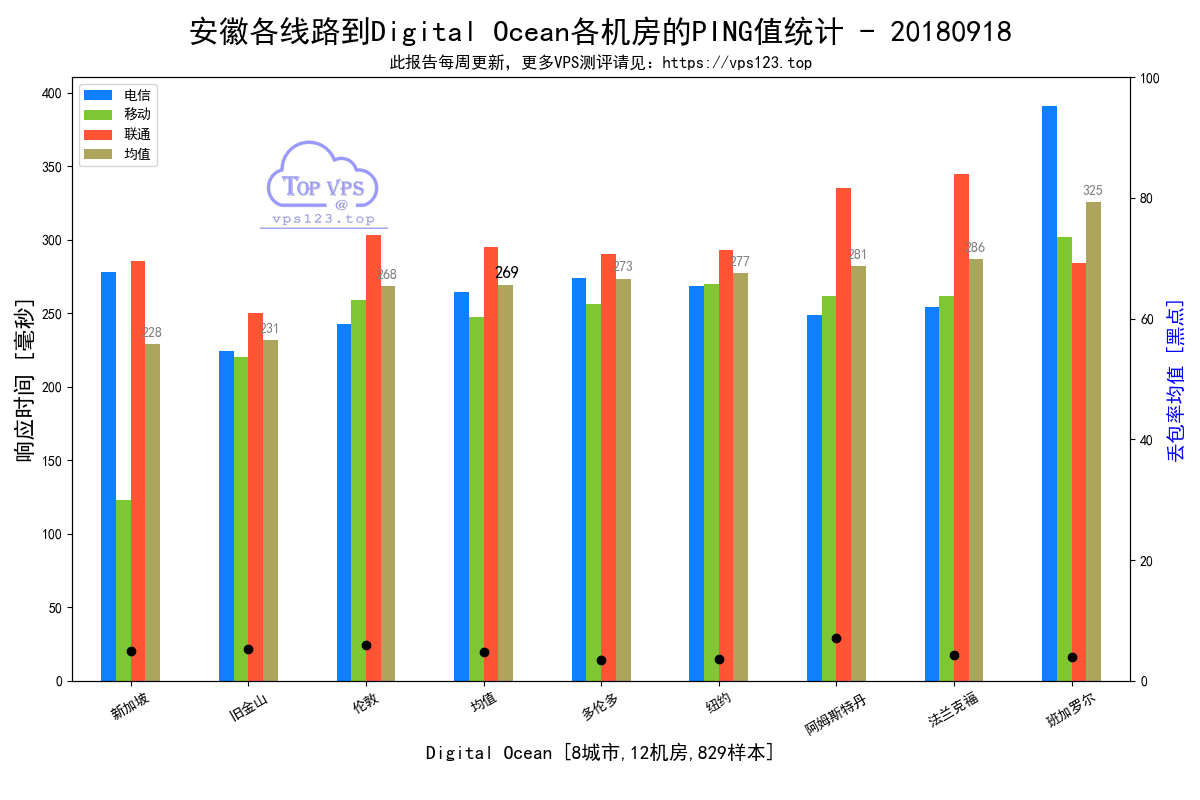 安徽各线路到Digital Ocean各机房的PING值统计 - 20180918
此报告每周更新，更多VPS测评请见：https://vps123.top
电信
移动
联通
均值
TOP VPS
@
vps123.top
响应时间 [毫秒]
400
350
300
250
200
150
100
50
0
228
231
268
269
273
277
281
286
325
100
80
60
40
20
0
丢包率均值 [黑点]
新加坡
旧金山
伦敦
均值
多伦多
纽约
阿姆斯特丹
法兰克福
班加罗尔
Digital Ocean [8城市,12机房,829样本]